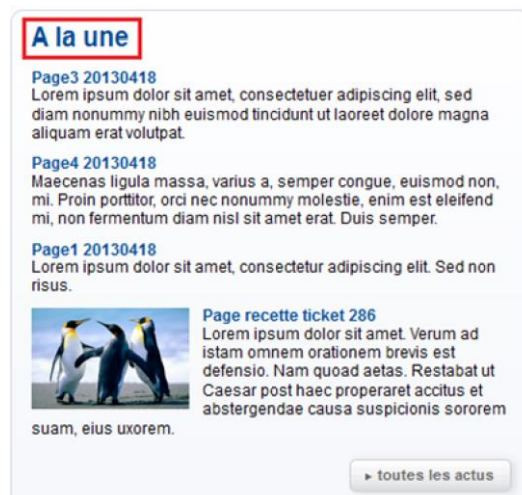 A la une
Page3 20130418
Lorem ipsum dolor sit amet, consectetuer adipiscing elit, sed
diam nonummy nibh euismod tincidunt ut laoreet dolore magna
aliquam erat volutpat.
Page4 20130418
Maecenas ligula massa, varius a, semper congue, euismod non,
mi. Proin porttitor, orci nec nonummy molestie, enim est eleifend
mi, non fermentum diam nisl sit amet erat. Duis semper.
Page1 20130418
Lorem ipsum dolor sit amet, consectetur adipiscing elit. Sed non
risus.
Page recette ticket 286
Lorem ipsum dolor sit amet. Verum ad
istam omnem orationem brevis est
defensio. Nam quoad aetas. Restabat ut
Caesar post haec properaret accitus et
abstergendae causa suspicionis sororem
suam, eius uxorem.
toutes les actus